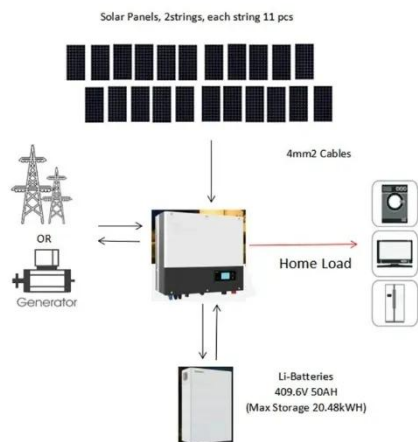 Solar Panels, 2strings, each string 11 pcs
4mm2 Cables
OR
Generator
Home Load
Li-Batteries
409.6V 50AH
(Max Storage 20.48kWH)